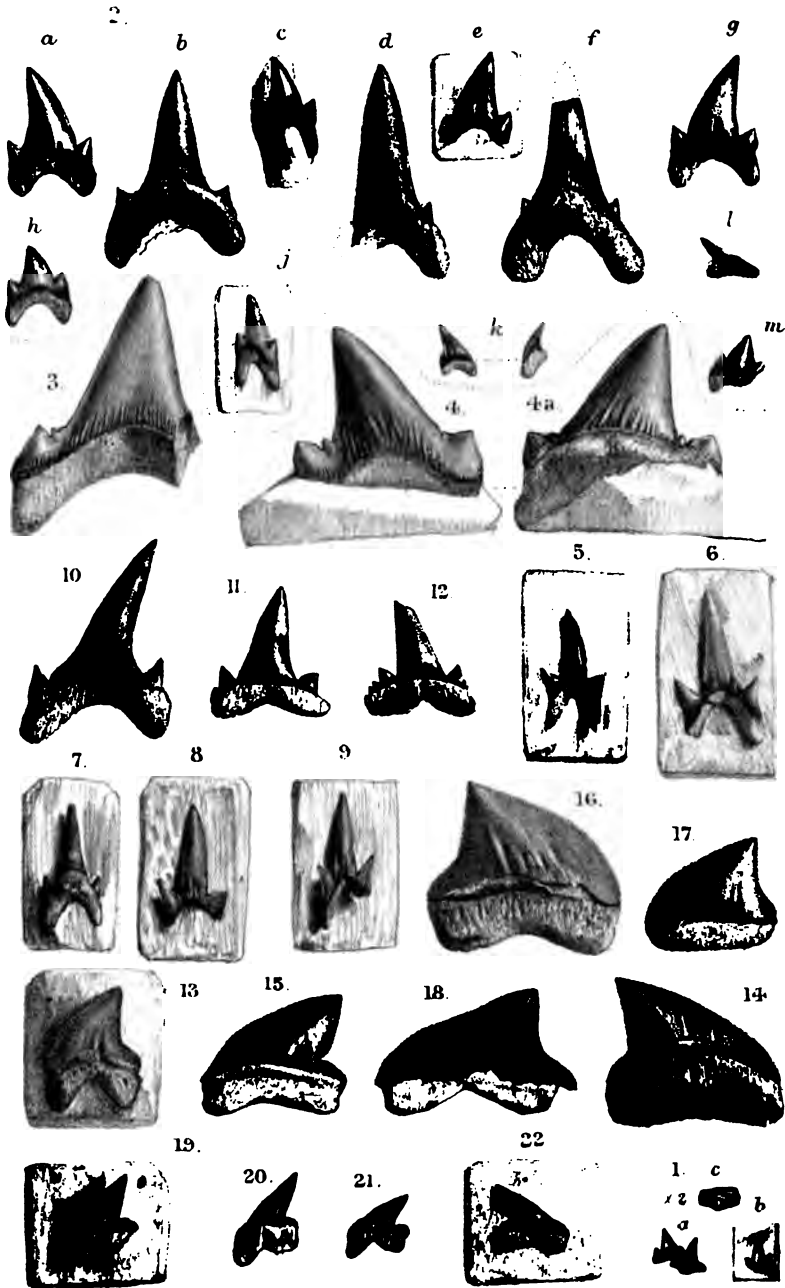 2.
a b c d e f g
h j l
k m
3. 4. 4a.
5. 6.
10 11. 12.
7. 8 9
16. 17.
13 15. 18. 14
19. 20. 21. 22
1. c
x 2 b
a